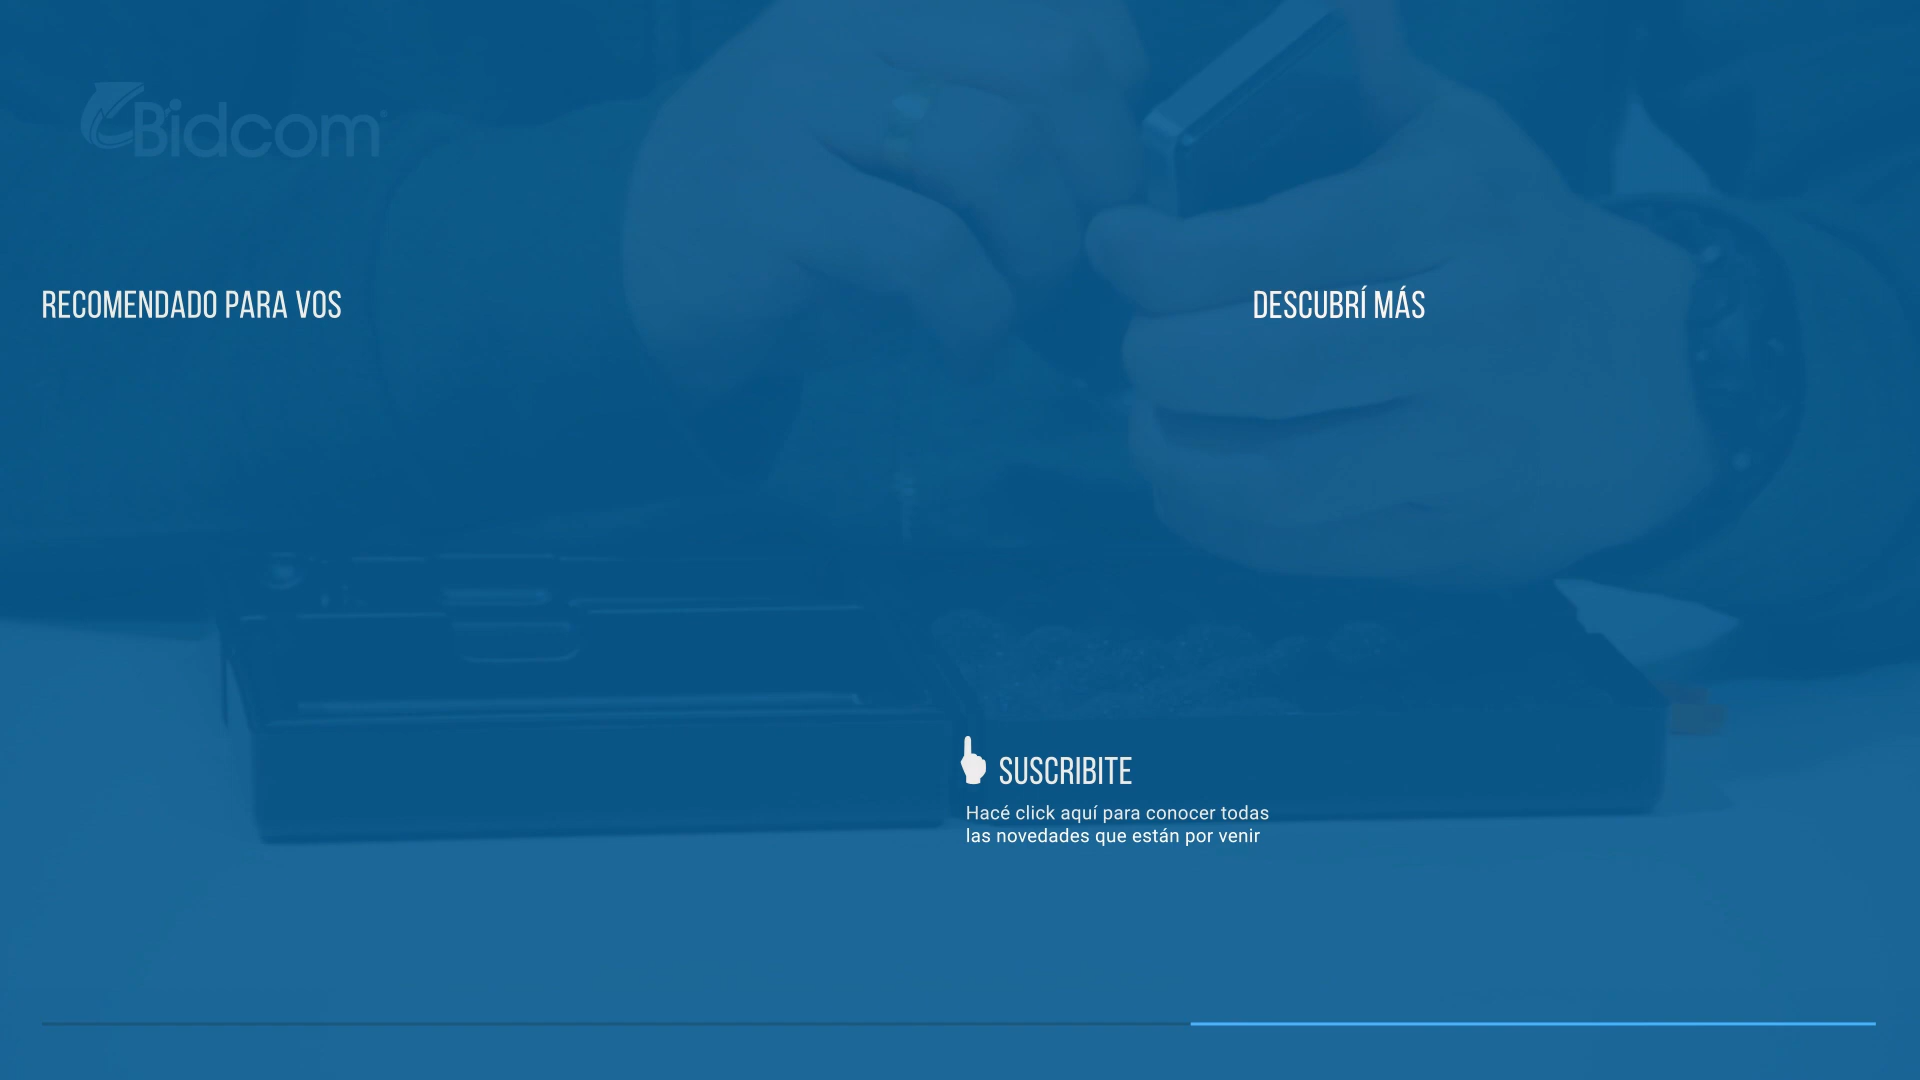 Bidcom
RECOMENDADO PARA VOS
DESCUBRÍ MÁS
SUSCRIBITE
Hacé click aquí para conocer todas
las novedades que están por venir